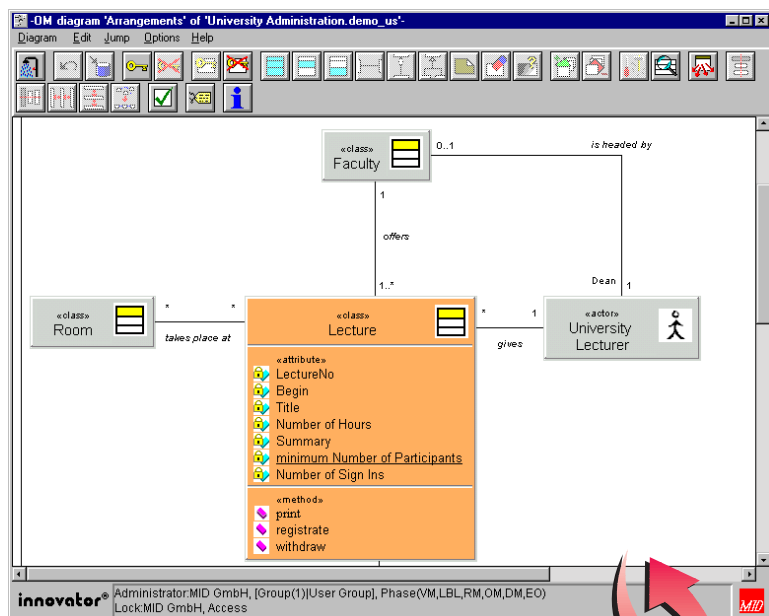 -OM diagram 'Arrangements' of 'University Administration.demo_us'-
Diagram Edit Jump Options Help
«class»
Faculty
0..1
is headed by
1
offers
1..*
Dean
1
«class»
Room
*
*
takes place at
«class»
Lecture
*
1
gives
«actor»
University
Lecturer
«attribute»
LectureNo
Begin
Title
Number of Hours
Summary
minimum Number of Participants
Number of Sign Ins
«method»
print
registrate
withdraw
innovator®
Administrator:MID GmbH, [Group(1)|User Group], Phase(VM,LBL,RM,OM,DM,EO)
Lock:MID GmbH, Access
MID